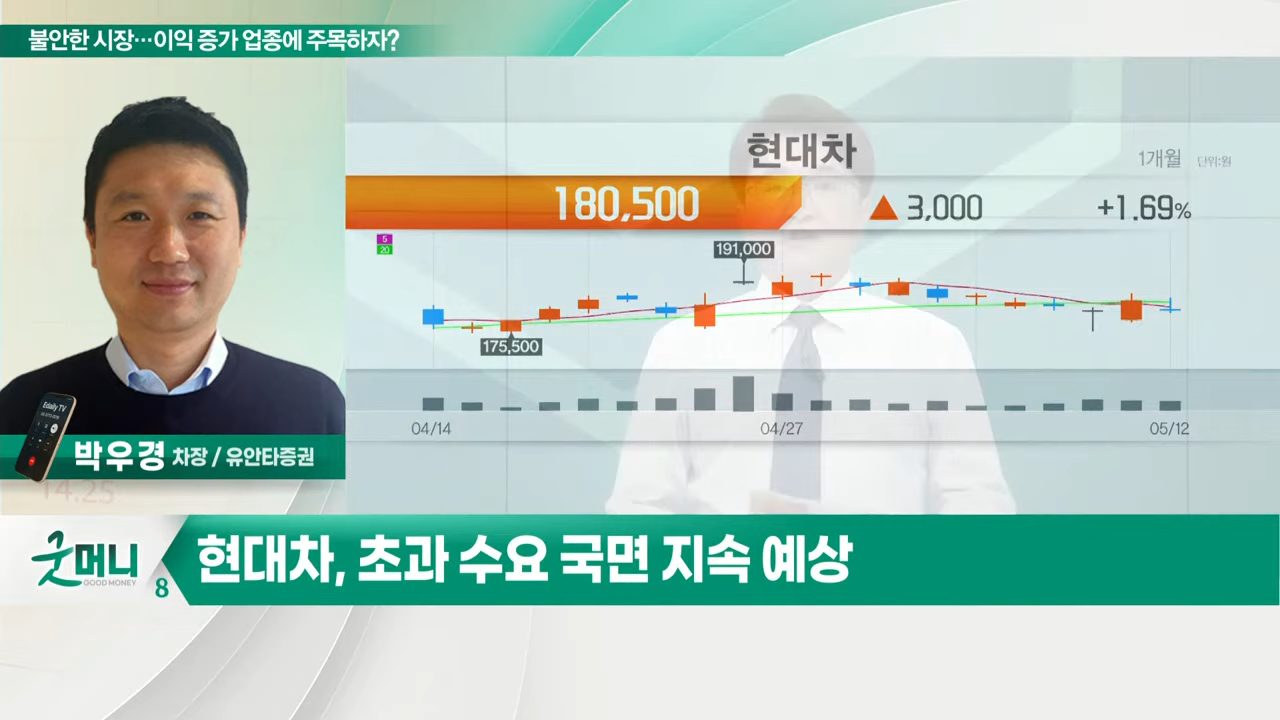 불안한 시장…이익 증가 업종에 주목하자?
현대차
1개월 단위:원
180,500 ▲ 3,000 +1.69%
5
20
191,000
175,500
04/14 04/27 05/12
Edaily TV
박우경 차장 / 유안타증권
14.25
굿머니
GOOD MONEY
8
현대차, 초과 수요 국면 지속 예상